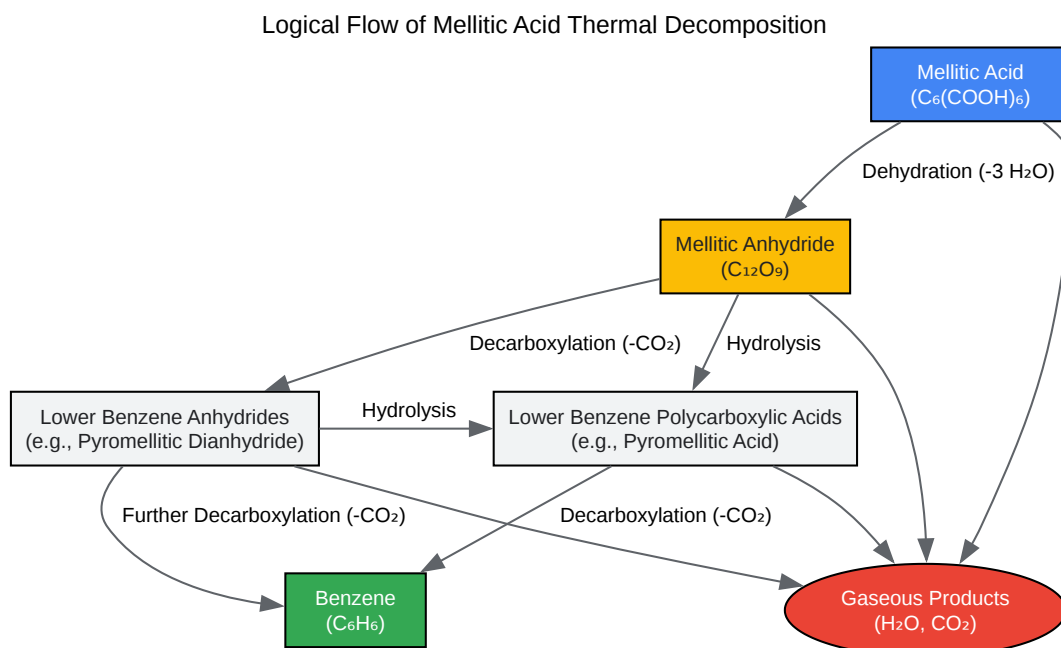 Logical Flow of Mellitic Acid Thermal Decomposition
Mellitic Acid
(C₆(COOH)₆)
Dehydration (-3 H₂O)
Mellitic Anhydride
(C₁₂O₉)
Decarboxylation (-CO₂)
Hydrolysis
Lower Benzene Anhydrides
(e.g., Pyromellitic Dianhydride)
Hydrolysis
Lower Benzene Polycarboxylic Acids
(e.g., Pyromellitic Acid)
Further Decarboxylation (-CO₂)
Decarboxylation (-CO₂)
Benzene
(C₆H₆)
Gaseous Products
(H₂O, CO₂)